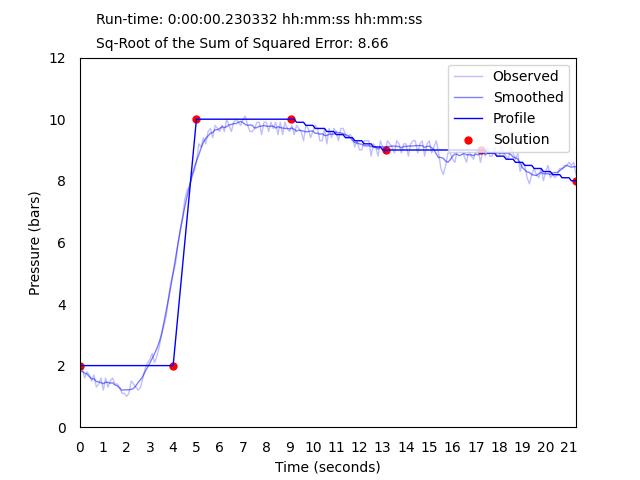 Run-time: 0:00:00.230332 hh:mm:ss hh:mm:ss
Sq-Root of the Sum of Squared Error: 8.66
12
10
8
6
4
2
0
Pressure (bars)
Observed
Smoothed
Profile
Solution
0 1 2 3 4 5 6 7 8 9 10 11 12 13 14 15 16 17 18 19 20 21
Time (seconds)